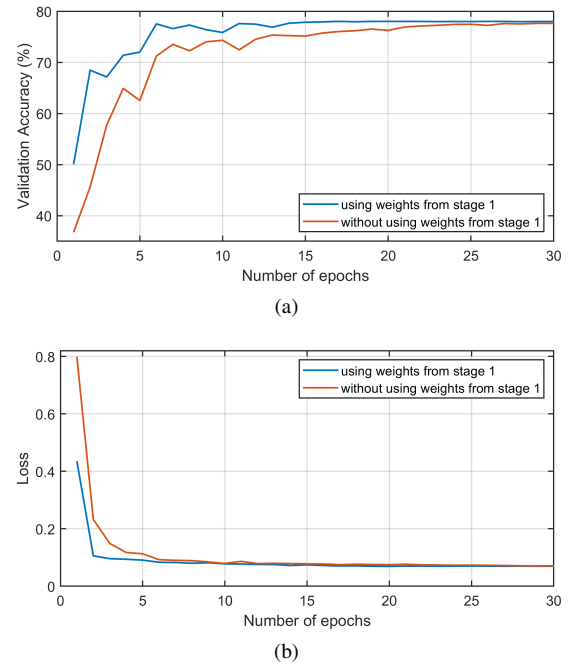 80
70
60
50
40
Validation Accuracy (%)
using weights from stage 1
without using weights from stage 1
0 5 10 15 20 25 30
Number of epochs
(a)
0.8
0.6
0.4
0.2
0
Loss
using weights from stage 1
without using weights from stage 1
0 5 10 15 20 25 30
Number of epochs
(b)